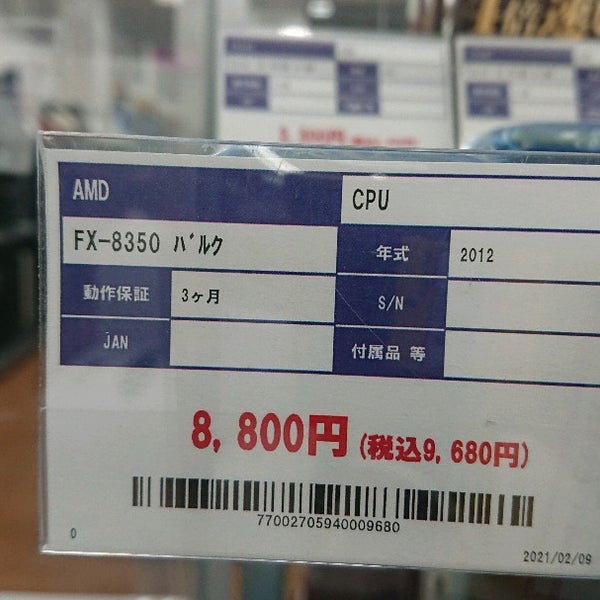 AMD
CPU
FX-8350 バルク
年式
2012
動作保証
3ヶ月
S/N
JAN
付属品 等
8,800円(税込9,680円)
77002705940009680
0
2021/02/09